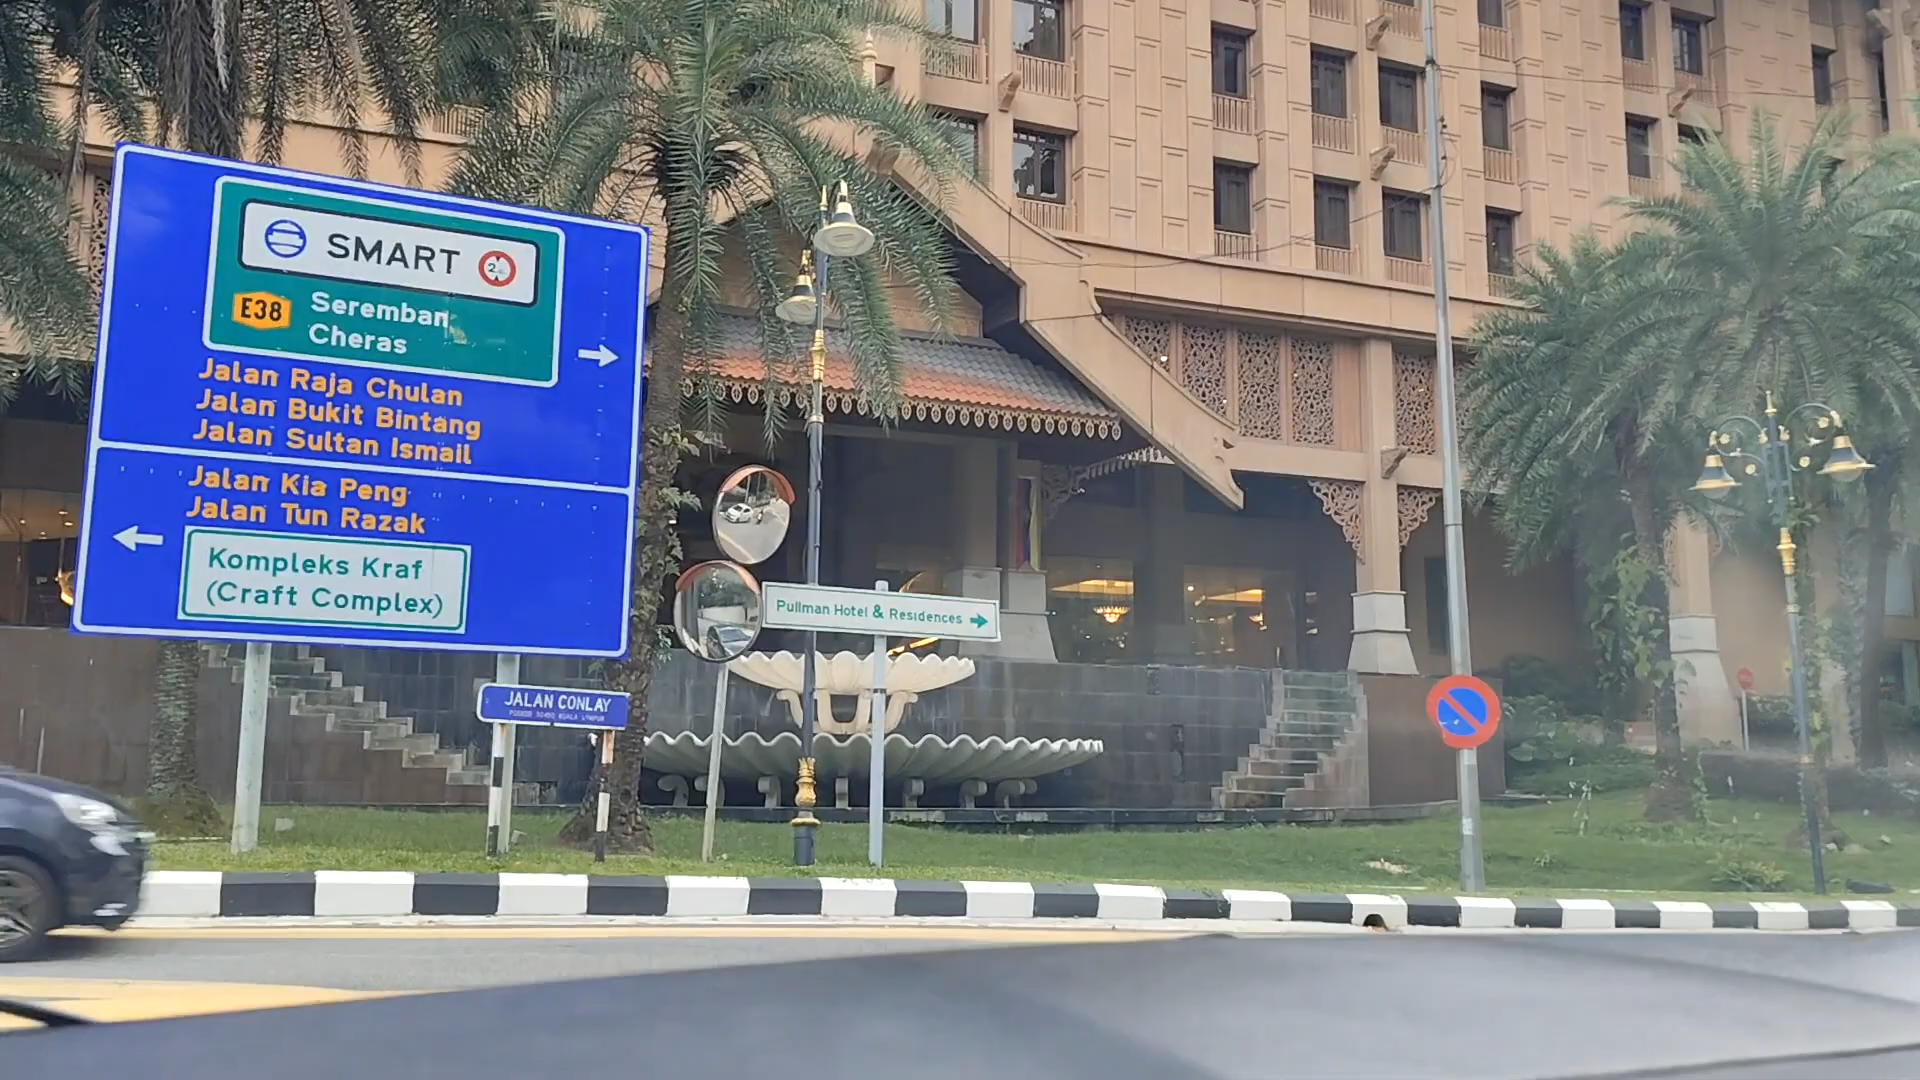 SMART
E38
Seremban
Cheras
Jalan Raja Chulan
Jalan Bukit Bintang
Jalan Sultan Ismail
Jalan Kia Peng
Jalan Tun Razak
Kompleks Kraf
(Craft Complex)
Pullman Hotel & Residences
JALAN CONLAY